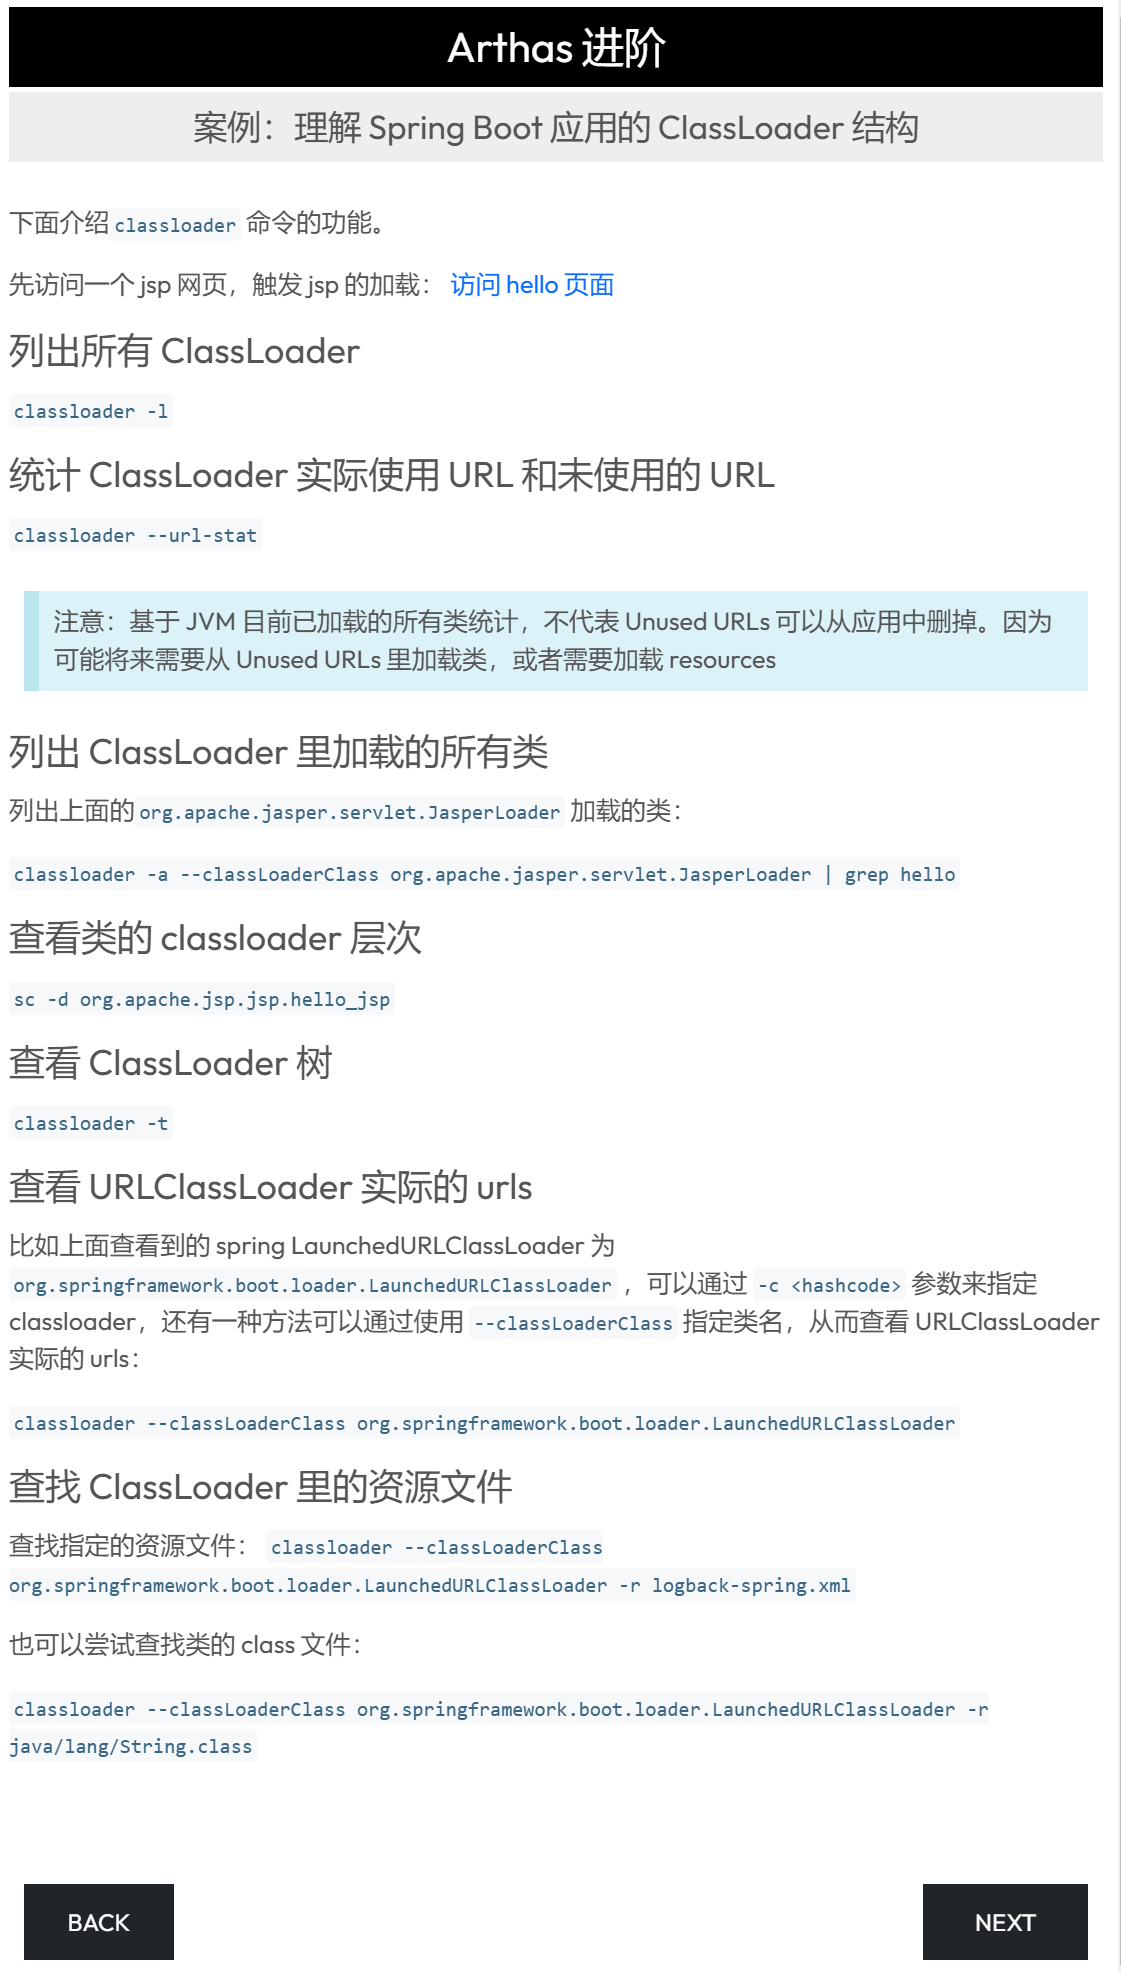 Arthas 进阶
案例：理解 Spring Boot 应用的 ClassLoader 结构
下面介绍 classloader 命令的功能。
先访问一个 jsp 网页，触发 jsp 的加载： 访问 hello 页面
列出所有 ClassLoader
classloader -l
统计 ClassLoader 实际使用 URL 和未使用的 URL
classloader --url-stat
注意：基于 JVM 目前已加载的所有类统计，不代表 Unused URLs 可以从应用中删掉。因为
可能将来需要从 Unused URLs 里加载类，或者需要加载 resources
列出 ClassLoader 里加载的所有类
列出上面的 org.apache.jasper.servlet.JasperLoader 加载的类：
classloader -a --classLoaderClass org.apache.jasper.servlet.JasperLoader | grep hello
查看类的 classloader 层次
sc -d org.apache.jsp.jsp.hello_jsp
查看 ClassLoader 树
classloader -t
查看 URLClassLoader 实际的 urls
比如上面查看到的 spring LaunchedURLClassLoader 为
org.springframework.boot.loader.LaunchedURLClassLoader ，可以通过 -c <hashcode> 参数来指定
classloader，还有一种方法可以通过使用 --classLoaderClass 指定类名，从而查看 URLClassLoader
实际的 urls：
classloader --classLoaderClass org.springframework.boot.loader.LaunchedURLClassLoader
查找 ClassLoader 里的资源文件
查找指定的资源文件： classloader --classLoaderClass
org.springframework.boot.loader.LaunchedURLClassLoader -r logback-spring.xml
也可以尝试查找类的 class 文件：
classloader --classLoaderClass org.springframework.boot.loader.LaunchedURLClassLoader -r
java/lang/String.class
BACK
NEXT